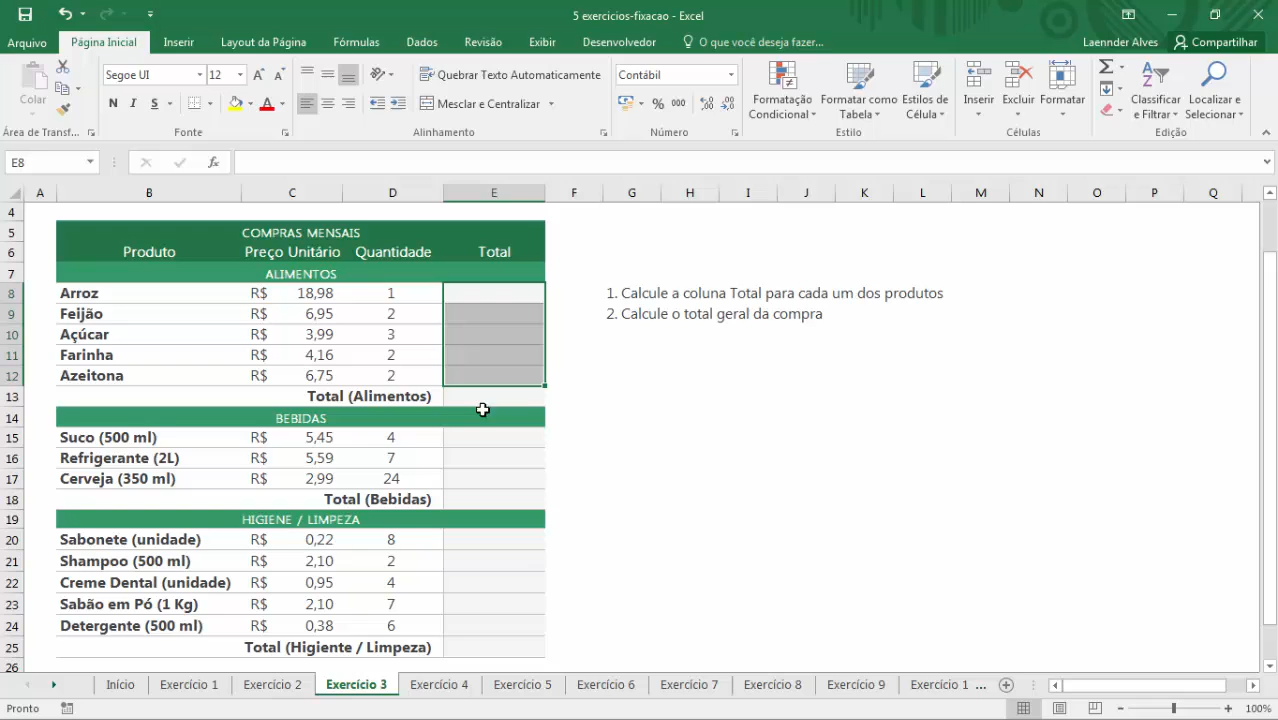 5 exercicios-fixacao - Excel
Arquivo Página Inicial Inserir Layout da Página Fórmulas Dados Revisão Exibir Desenvolvedor O que você deseja fazer... Laennder Alves Compartilhar
Colar Segoe UI 12 Quebrar Texto Automaticamente Contábil
N I S A Mesclar e Centralizar % 000 Formatação Condicional Formatar como Tabela Estilos de Célula Inserir Excluir Formatar Classificar e Filtrar Localizar e Selecionar
Área de Transf... Fonte Alinhamento Número Estilo Células Edição
E8 fx
A B C D E F G H I J K L M N O P Q
4
5 COMPRAS MENSAIS
6 Produto Preço Unitário Quantidade Total
7 ALIMENTOS
8 Arroz R$ 18,98 1 1. Calcule a coluna Total para cada um dos produtos
9 Feijão R$ 6,95 2 2. Calcule o total geral da compra
10 Açúcar R$ 3,99 3
11 Farinha R$ 4,16 2
12 Azeitona R$ 6,75 2
13 Total (Alimentos)
14 BEBIDAS
15 Suco (500 ml) R$ 5,45 4
16 Refrigerante (2L) R$ 5,59 7
17 Cerveja (350 ml) R$ 2,99 24
18 Total (Bebidas)
19 HIGIENE / LIMPEZA
20 Sabonete (unidade) R$ 0,22 8
21 Shampoo (500 ml) R$ 2,10 2
22 Creme Dental (unidade) R$ 0,95 4
23 Sabão em Pó (1 Kg) R$ 2,10 7
24 Detergente (500 ml) R$ 0,38 6
25 Total (Higiente / Limpeza)
26
Início Exercício 1 Exercício 2 Exercício 3 Exercício 4 Exercício 5 Exercício 6 Exercício 7 Exercício 8 Exercício 9 Exercício 1 ...
Pronto 100%